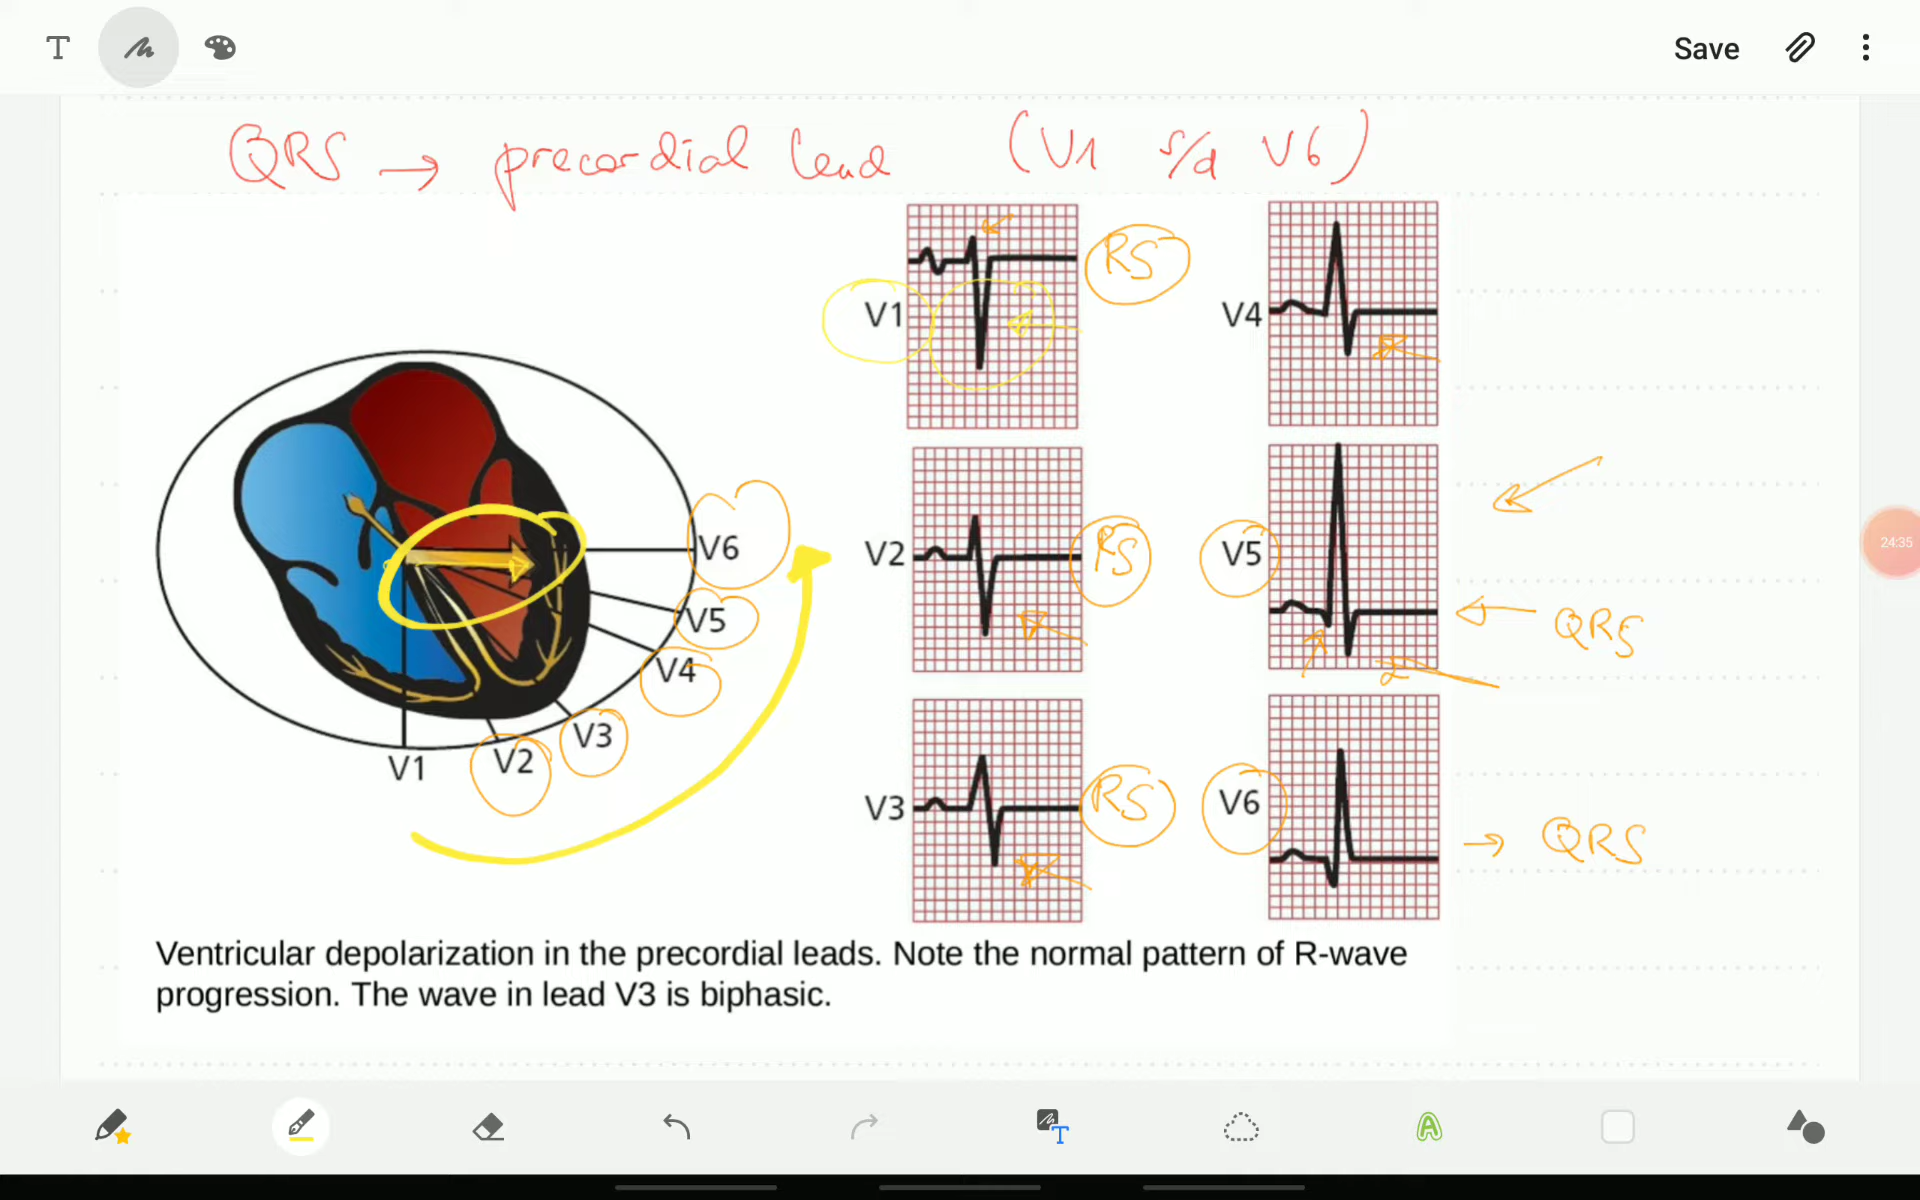 T Save
QRS → precordial lead (V1 s/d V6)
V1
RS
V4
V2
RS
V5
QRS
V3
RS
V6
→ QRS
V6
V5
V4
V3
V2
V1
24:35
Ventricular depolarization in the precordial leads. Note the normal pattern of R-wave
progression. The wave in lead V3 is biphasic.
T A